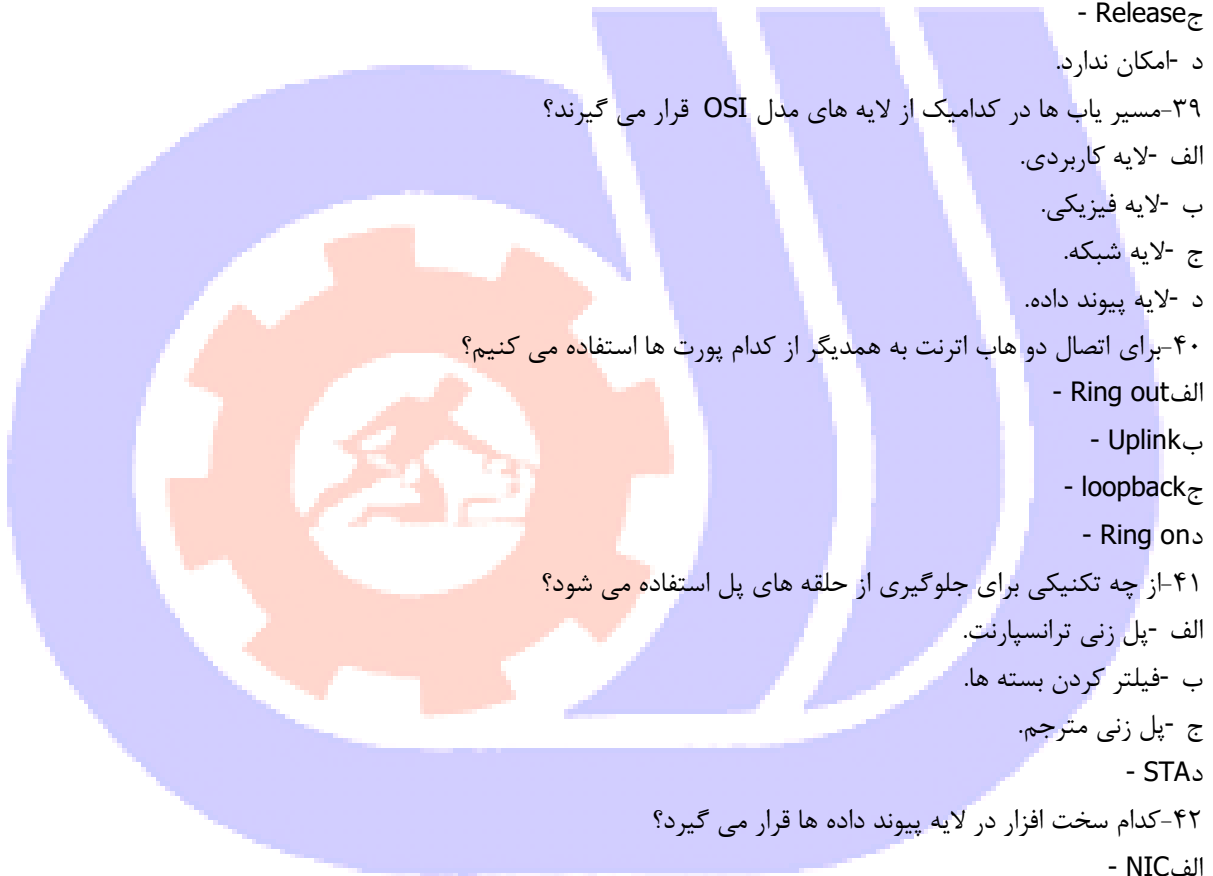 ج- Release
د -امکان ندارد.
۳۹-مسیر یاب ها در کدامیک از لایه های مدل OSI قرار می گیرند؟
الف -لایه کاربردی.
ب -لایه فیزیکی.
ج -لایه شبکه.
د -لایه پیوند داده.
۴۰-برای اتصال دو هاب اترنت به همدیگر از کدام پورت ها استفاده می کنیم؟
الف- Ring out
ب- Uplink
ج- loopback
د- Ring on
۴۱-از چه تکنیکی برای جلوگیری از حلقه های پل استفاده می شود؟
الف -پل زنی ترانسپارنت.
ب -فیلتر کردن بسته ها.
ج -پل زنی مترجم.
د- STA
۴۲-کدام سخت افزار در لایه پیوند داده ها قرار می گیرد؟
الف- NIC